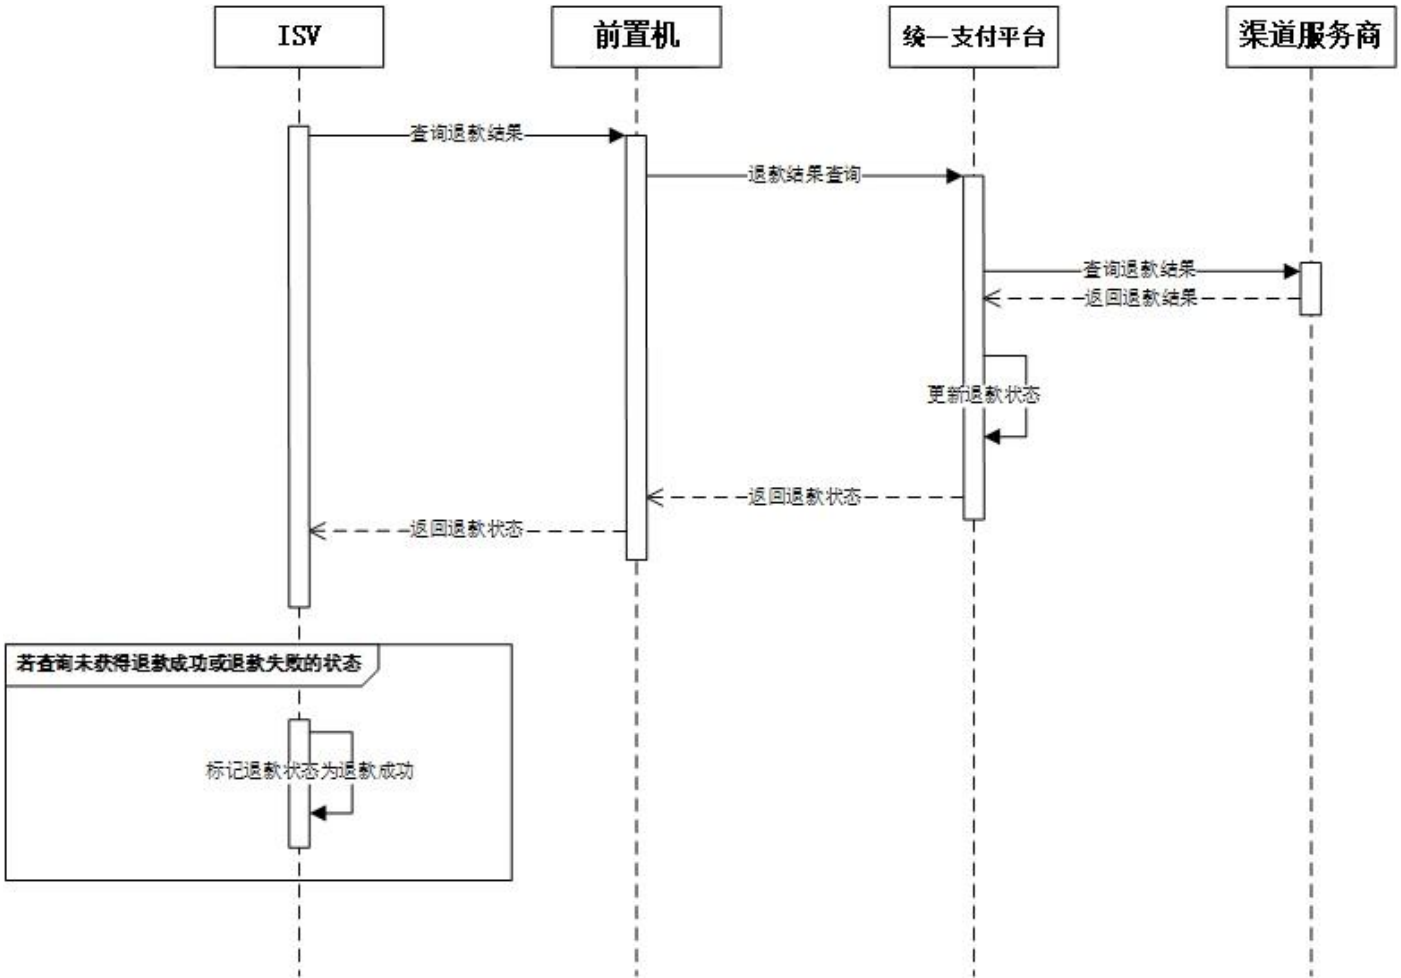 ISV
前置机
统一支付平台
渠道服务商
查询退款结果
退款结果查询
查询退款结果
返回退款结果
更新退款状态
返回退款状态
返回退款状态
若查询未获得退款成功或退款失败的状态
标记退款状态为退款成功